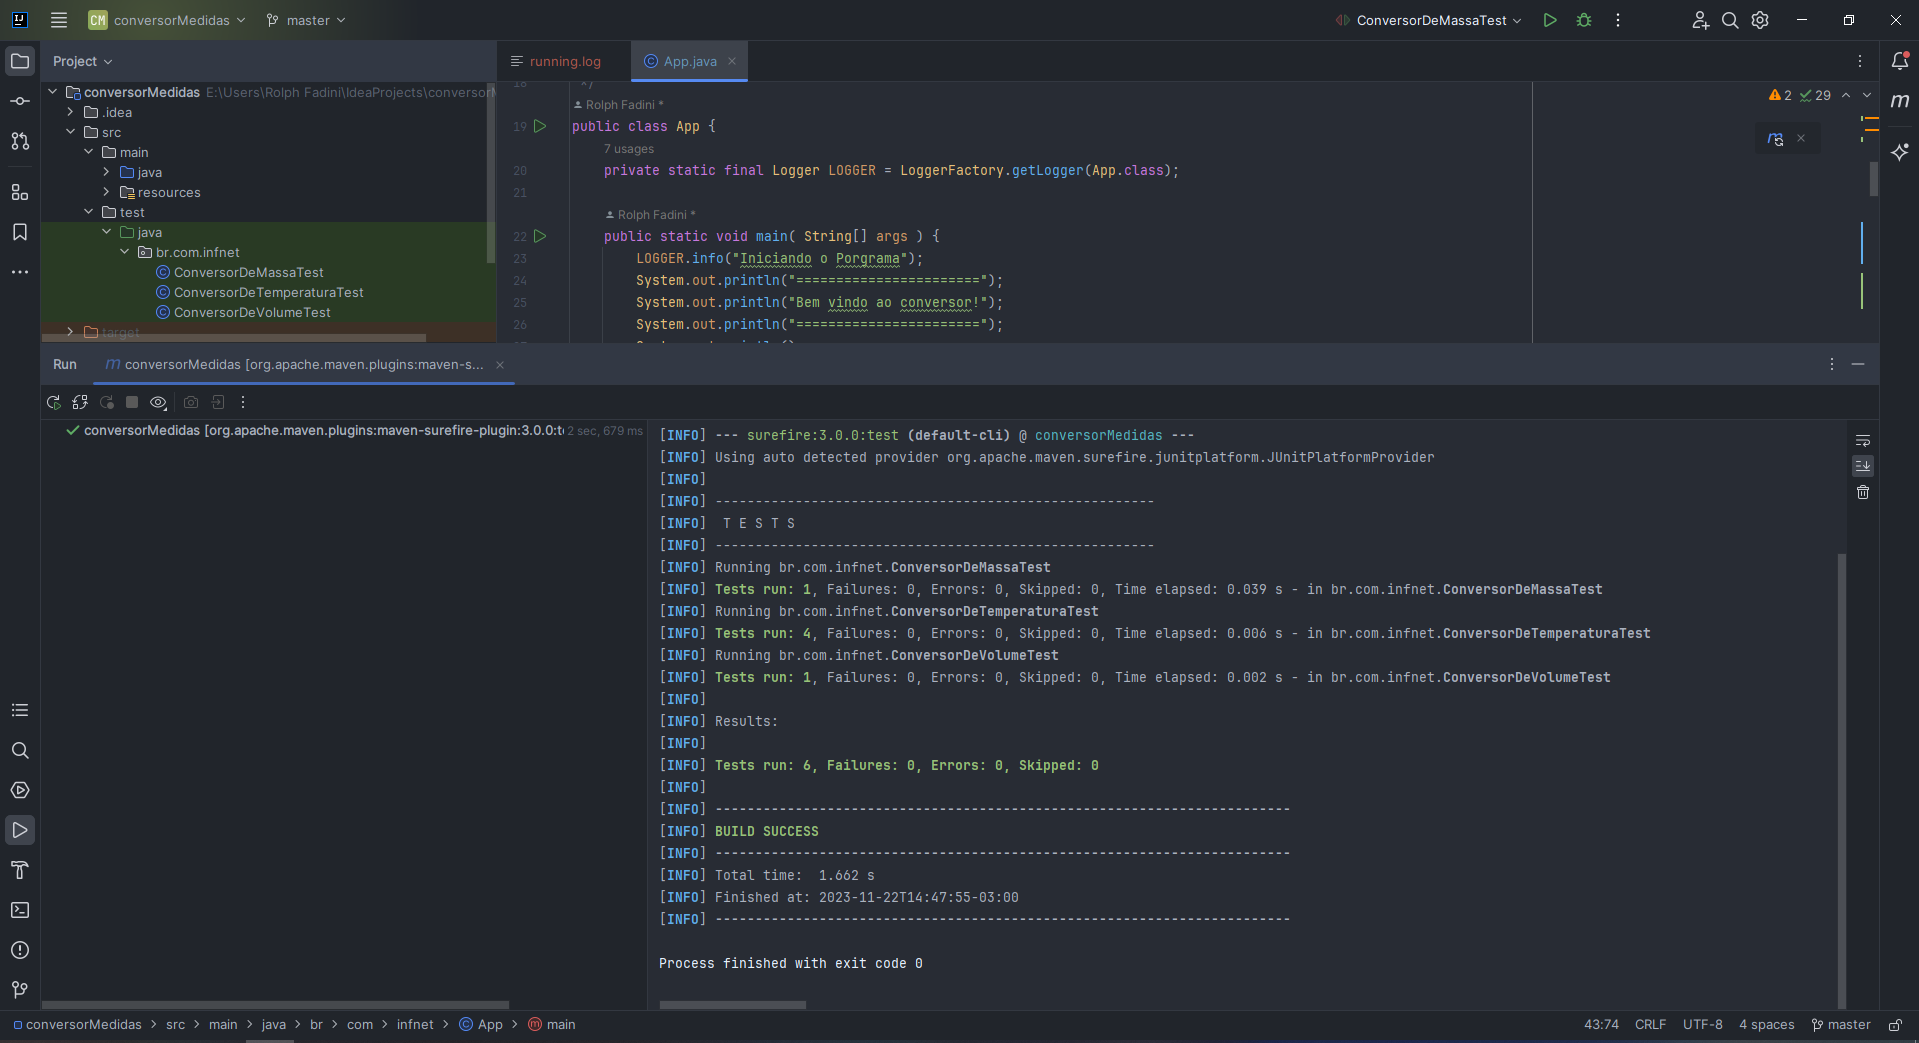 CM conversorMedidas master ConversorDeMassaTest
Project
conversorMedidas E:\Users\Rolph Fadini\IdeaProjects\conversorM
.idea
src
main
java
resources
test
java
br.com.infnet
ConversorDeMassaTest
ConversorDeTemperaturaTest
ConversorDeVolumeTest
target
running.log App.java
2 29
18 */
Rolph Fadini *
19 public class App {
7 usages
20 private static final Logger LOGGER = LoggerFactory.getLogger(App.class);
21
Rolph Fadini *
22 public static void main( String[] args ) {
23 LOGGER.info("Iniciando o Porgrama");
24 System.out.println("=======================");
25 System.out.println("Bem vindo ao conversor!");
26 System.out.println("=======================");
Run conversorMedidas [org.apache.maven.plugins:maven-s...
conversorMedidas [org.apache.maven.plugins:maven-surefire-plugin:3.0.0:t 2 sec, 679 ms
[INFO] --- surefire:3.0.0:test (default-cli) @ conversorMedidas ---
[INFO] Using auto detected provider org.apache.maven.surefire.junitplatform.JUnitPlatformProvider
[INFO]
[INFO] -------------------------------------------------------
[INFO]  T E S T S
[INFO] -------------------------------------------------------
[INFO] Running br.com.infnet.ConversorDeMassaTest
[INFO] Tests run: 1, Failures: 0, Errors: 0, Skipped: 0, Time elapsed: 0.039 s - in br.com.infnet.ConversorDeMassaTest
[INFO] Running br.com.infnet.ConversorDeTemperaturaTest
[INFO] Tests run: 4, Failures: 0, Errors: 0, Skipped: 0, Time elapsed: 0.006 s - in br.com.infnet.ConversorDeTemperaturaTest
[INFO] Running br.com.infnet.ConversorDeVolumeTest
[INFO] Tests run: 1, Failures: 0, Errors: 0, Skipped: 0, Time elapsed: 0.002 s - in br.com.infnet.ConversorDeVolumeTest
[INFO]
[INFO] Results:
[INFO]
[INFO] Tests run: 6, Failures: 0, Errors: 0, Skipped: 0
[INFO]
[INFO] ------------------------------------------------------------------------
[INFO] BUILD SUCCESS
[INFO] ------------------------------------------------------------------------
[INFO] Total time:  1.662 s
[INFO] Finished at: 2023-11-22T14:47:55-03:00
[INFO] ------------------------------------------------------------------------
Process finished with exit code 0
conversorMedidas > src > main > java > br > com > infnet > App > main 43:74 CRLF UTF-8 4 spaces master